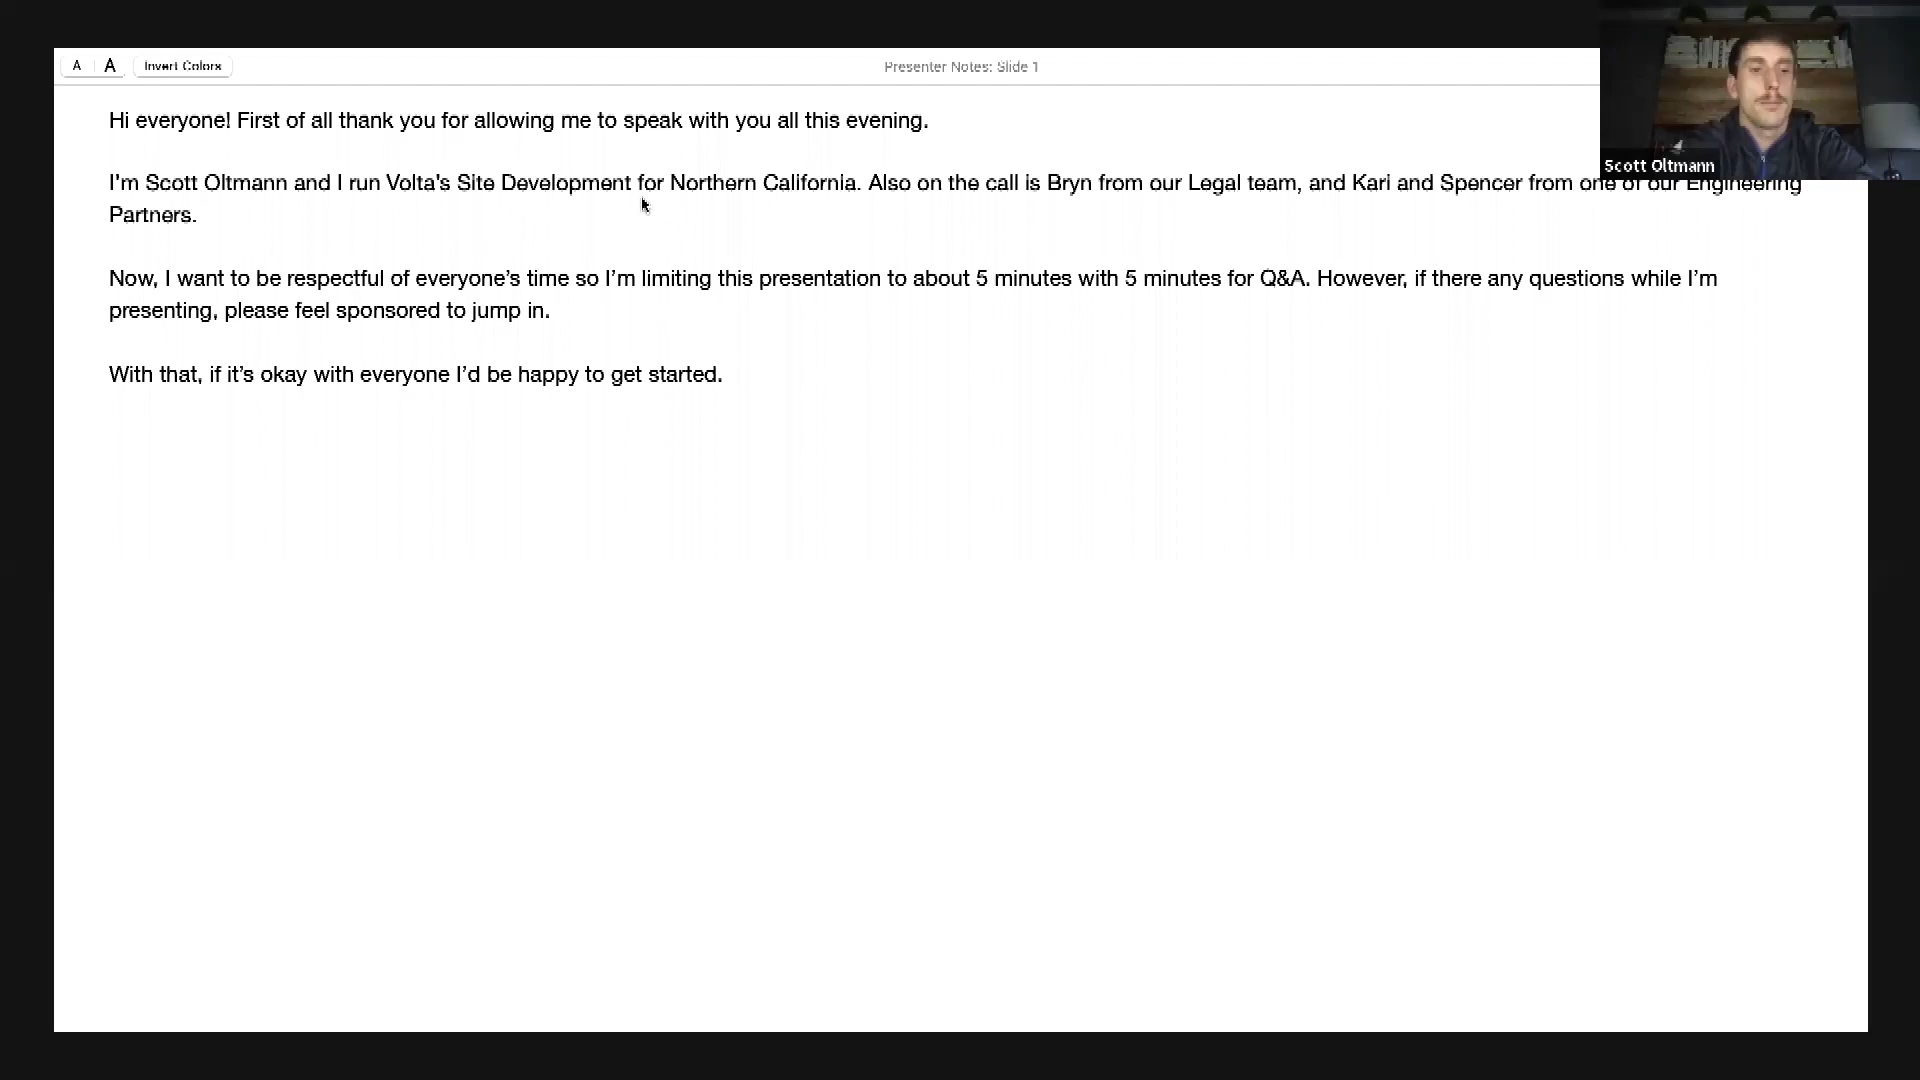 A A Invert Colors
Presenter Notes: Slide 1
Scott Oltmann
Hi everyone! First of all thank you for allowing me to speak with you all this evening.
I'm Scott Oltmann and I run Volta's Site Development for Northern California. Also on the call is Bryn from our Legal team, and Kari and Spencer from one of our Engineering
Partners.
Now, I want to be respectful of everyone's time so I'm limiting this presentation to about 5 minutes with 5 minutes for Q&A. However, if there any questions while I'm
presenting, please feel sponsored to jump in.
With that, if it's okay with everyone I'd be happy to get started.